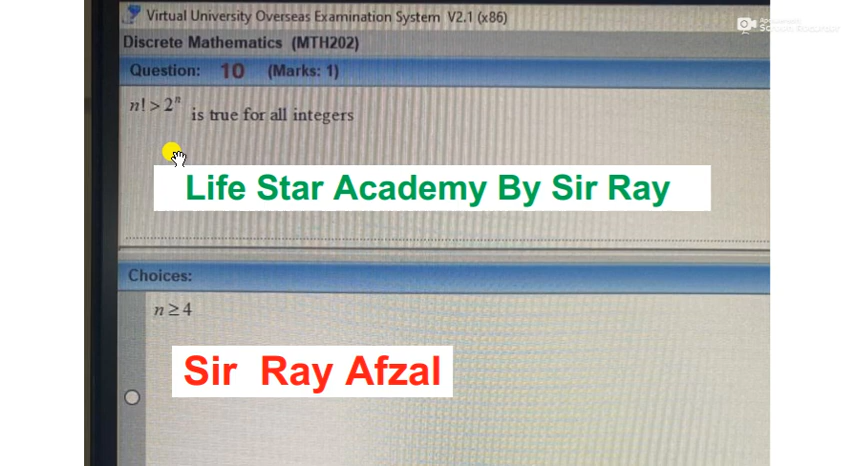 Virtual University Overseas Examination System V2.1 (x86)
Discrete Mathematics (MTH202)
Question: 10 (Marks: 1)
n! > 2ⁿ is true for all integers
Life Star Academy By Sir Ray
Choices:
n ≥ 4
Sir Ray Afzal